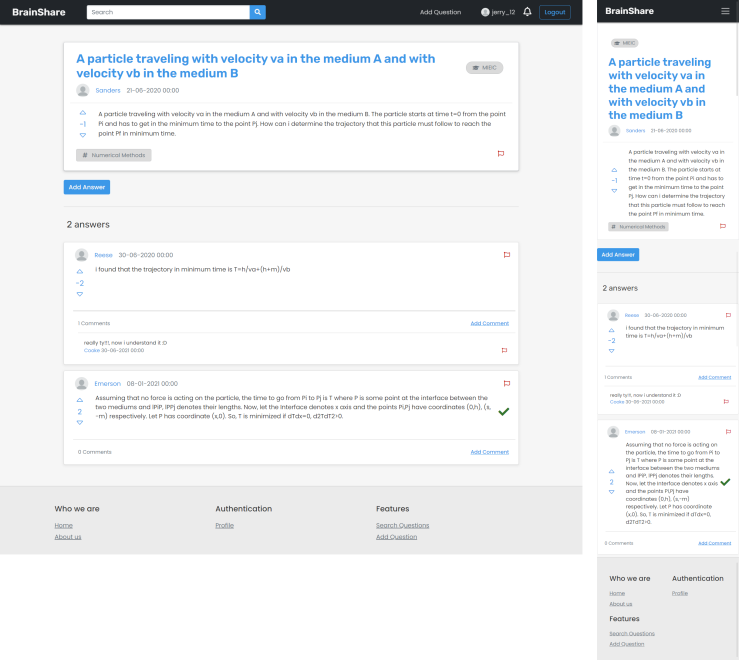 BrainShare
Search
Add Question
jerry_12
Logout
A particle traveling with velocity va in the medium A and with
velocity vb in the medium B
MIEIC
Sanders 21-06-2020 00:00
A particle traveling with velocity va in the medium A and with velocity vb in the medium B. The particle starts at time t=0 from the point
Pi and has to get in the minimum time to the point Pj. How can i determine the trajectory that this particle must follow to reach the
point Pf in minimum time.
-1
# Numerical Methods
Add Answer
2 answers
Reese 30-06-2020 00:00
I found that the trajectory in minimum time is T=h/va+(h+m)/vb
-2
1 Comments
Add Comment
really ty!!!, now i understand it :D
Cooke 30-06-2021 00:00
Emerson 08-01-2021 00:00
Assuming that no force is acting on the particle, the time to go from Pi to Pj is T where P is some point at the interface between the
two mediums and |PiP|, |PPj| denotes their lengths. Now, let the Interface denotes x axis and the points Pi,Pj have coordinates (0,h), (s,
-m) respectively. Let P has coordinate (x,0). So, T is minimized if dTdx=0, d2TdT2>0.
2
0 Comments
Add Comment
Who we are
Authentication
Features
Home
Profile
Search Questions
About us
Add Question
BrainShare
MIEIC
A particle traveling
with velocity va in
the medium A and
with velocity vb in
the medium B
Sanders 21-06-2020 00:00
A particle traveling with velocity va in
the medium A and with velocity vb in
the medium B. The particle starts at
time t=0 from the point Pi and has to
get in the minimum time to the point
Pj. How can i determine the trajectory
that this particle must follow to reach
the point Pf in minimum time.
-1
# Numerical Methods
Add Answer
2 answers
Reese 30-06-2020 00:00
I found that the trajectory in minimum
time is T=h/va+(h+m)/vb
-2
1 Comments
Add Comment
really ty!!!, now i understand it :D
Cooke 30-06-2021 00:00
Emerson 08-01-2021 00:00
Assuming that no force is acting on
the particle, the time to go from Pi to
Pj is T where P is some point at the
interface between the two mediums
and |PiP|, |PPj| denotes their lengths.
Now, let the Interface denotes x axis
and the points Pi,Pj have
coordinates (0,h), (s,-m)
respectively. Let P has coordinate
(x,0). So, T is minimized if dTdx=0,
d2TdT2>0.
2
0 Comments
Add Comment
Who we are
Authentication
Home
Profile
About us
Features
Search Questions
Add Question